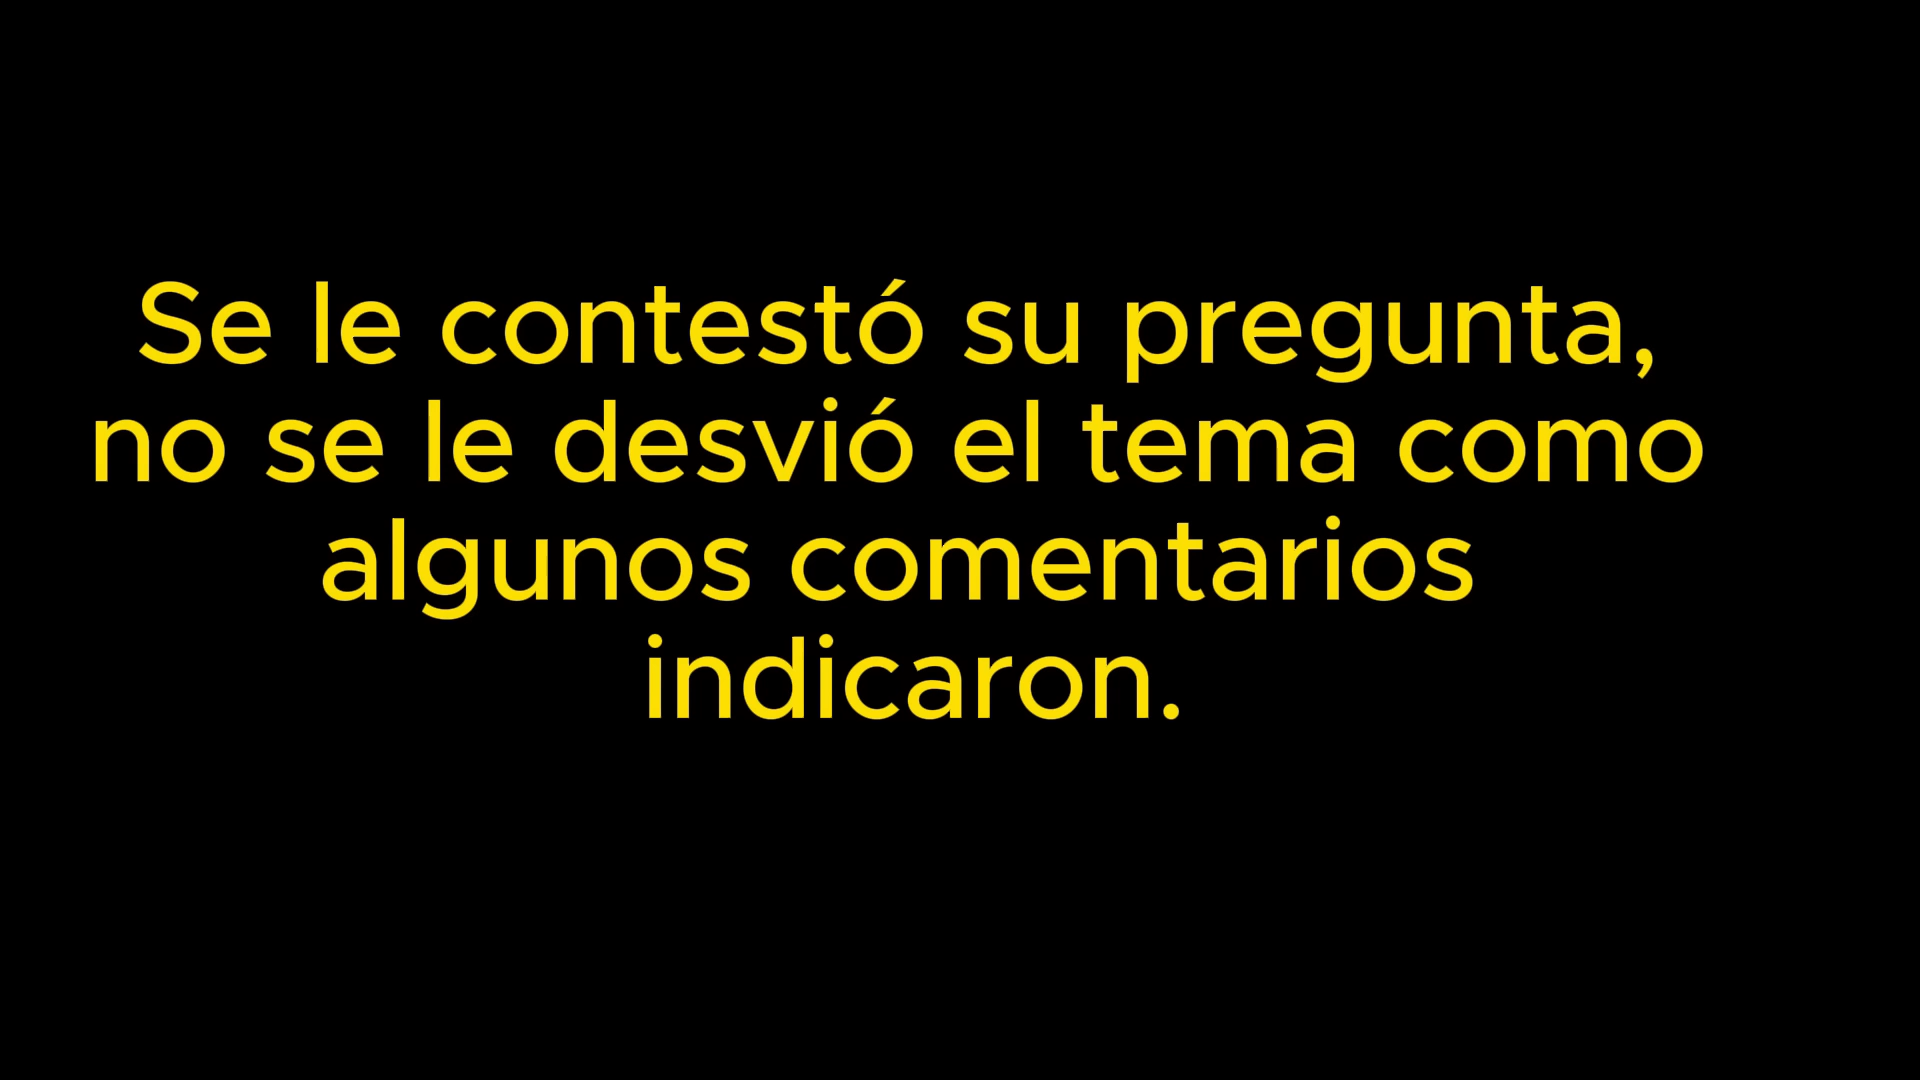 Se le contestó su pregunta,
no se le desvió el tema como
algunos comentarios
indicaron.